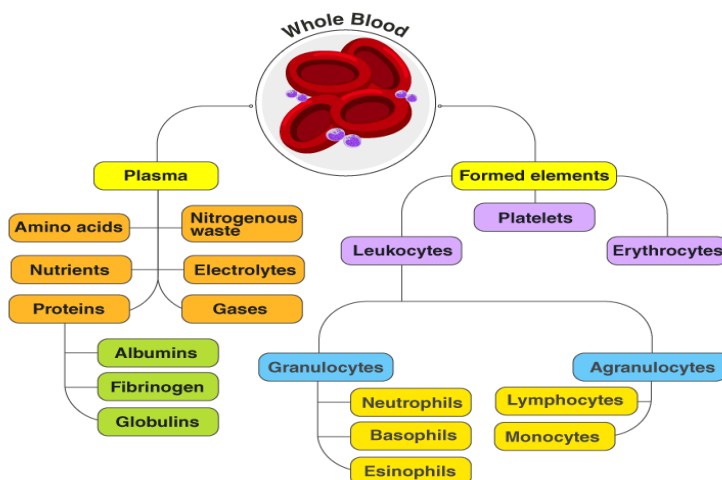 Whole Blood
Plasma
Amino acids
Nitrogenous
waste
Nutrients
Electrolytes
Proteins
Gases
Albumins
Fibrinogen
Globulins
Formed elements
Platelets
Leukocytes
Erythrocytes
Granulocytes
Neutrophils
Basophils
Esinophils
Agranulocytes
Lymphocytes
Monocytes